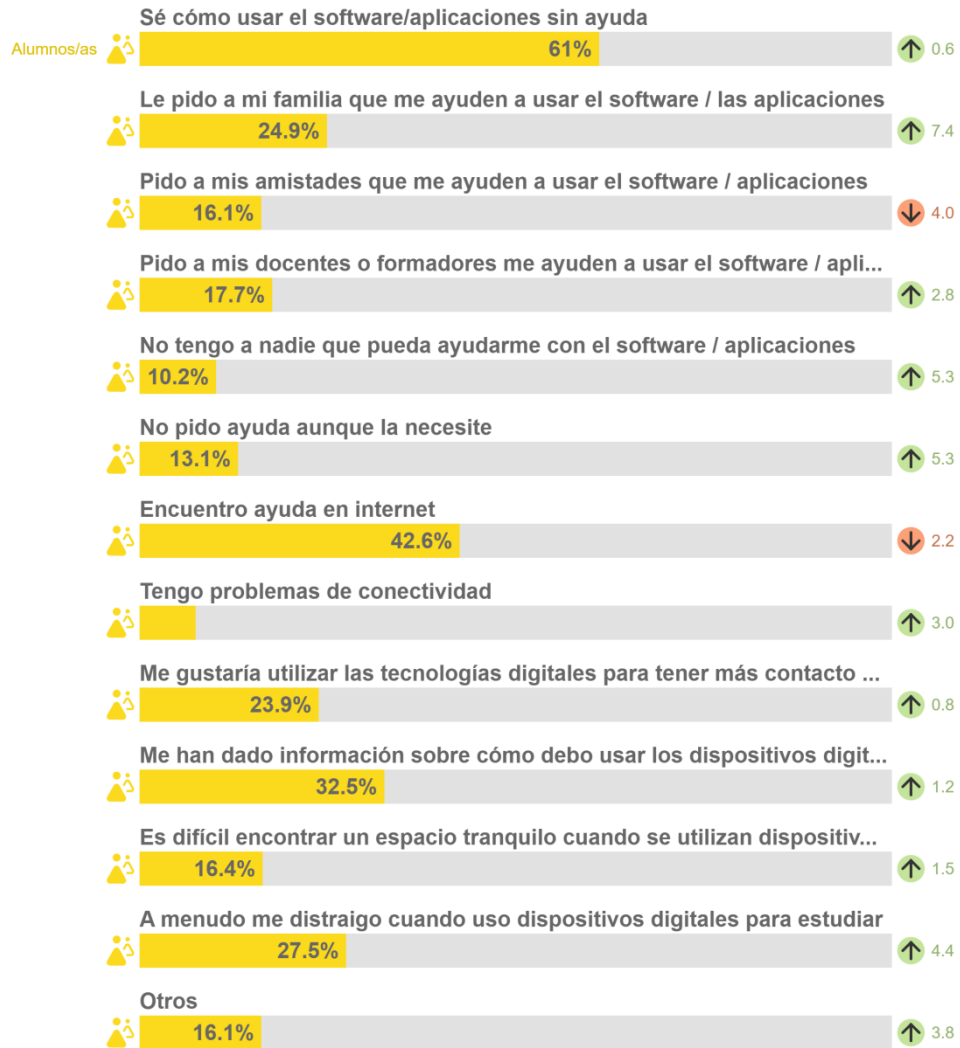 Sé cómo usar el software/aplicaciones sin ayuda
Alumnos/as
61%
0.6
Le pido a mi familia que me ayuden a usar el software / las aplicaciones
24.9%
7.4
Pido a mis amistades que me ayuden a usar el software / aplicaciones
16.1%
4.0
Pido a mis docentes o formadores me ayuden a usar el software / apli...
17.7%
2.8
No tengo a nadie que pueda ayudarme con el software / aplicaciones
10.2%
5.3
No pido ayuda aunque la necesite
13.1%
5.3
Encuentro ayuda en internet
42.6%
2.2
Tengo problemas de conectividad
3.0
Me gustaría utilizar las tecnologías digitales para tener más contacto ...
23.9%
0.8
Me han dado información sobre cómo debo usar los dispositivos digit...
32.5%
1.2
Es difícil encontrar un espacio tranquilo cuando se utilizan dispositiv...
16.4%
1.5
A menudo me distraigo cuando uso dispositivos digitales para estudiar
27.5%
4.4
Otros
16.1%
3.8